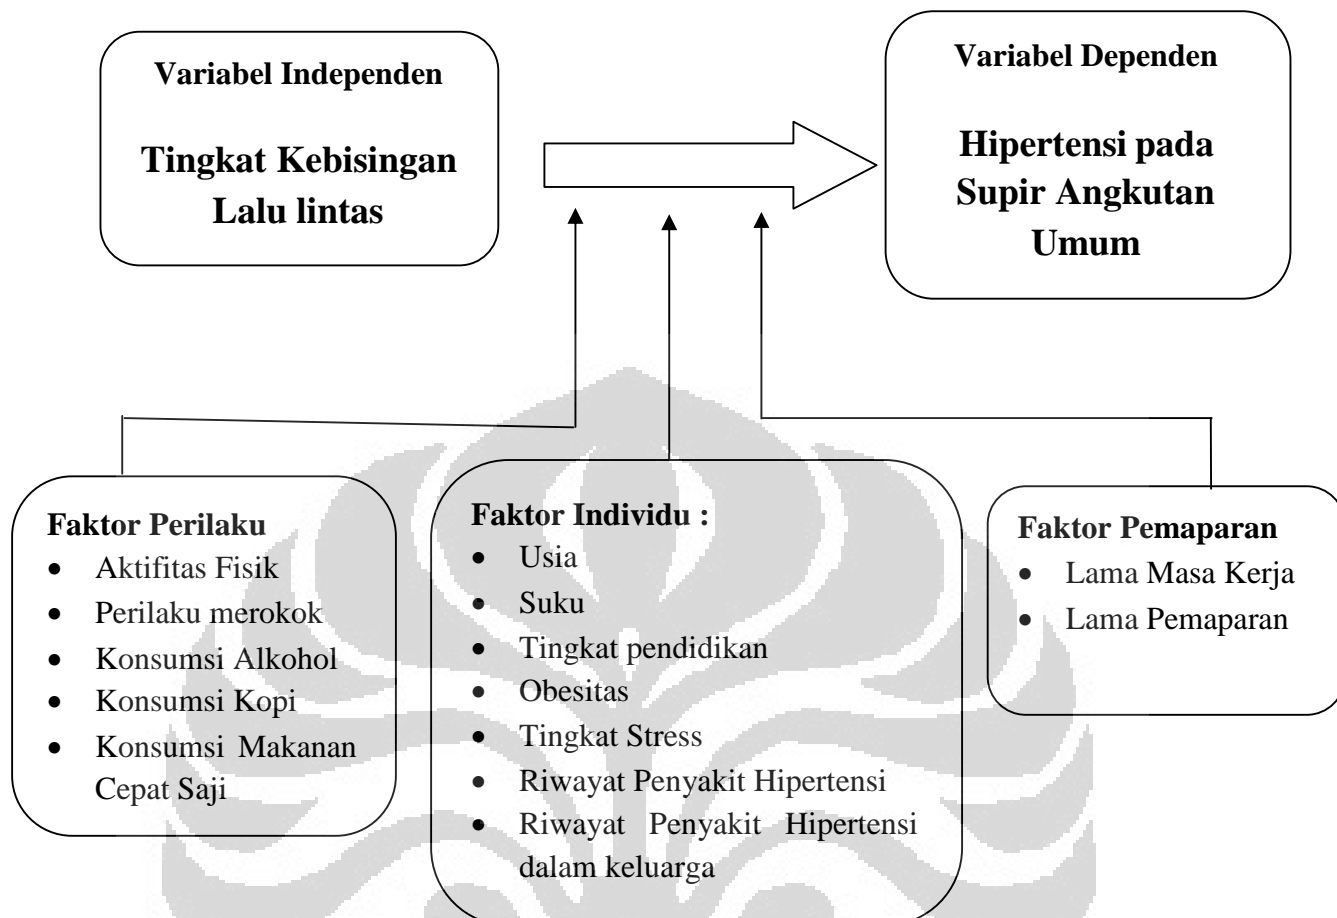 Variabel Independen
Tingkat Kebisingan
Lalu lintas
Variabel Dependen
Hipertensi pada
Supir Angkutan
Umum
Faktor Perilaku
• Aktifitas Fisik
• Perilaku merokok
• Konsumsi Alkohol
• Konsumsi Kopi
• Konsumsi Makanan
Cepat Saji
Faktor Individu :
• Usia
• Suku
• Tingkat pendidikan
• Obesitas
• Tingkat Stress
• Riwayat Penyakit Hipertensi
• Riwayat Penyakit Hipertensi
dalam keluarga
Faktor Pemaparan
• Lama Masa Kerja
• Lama Pemaparan